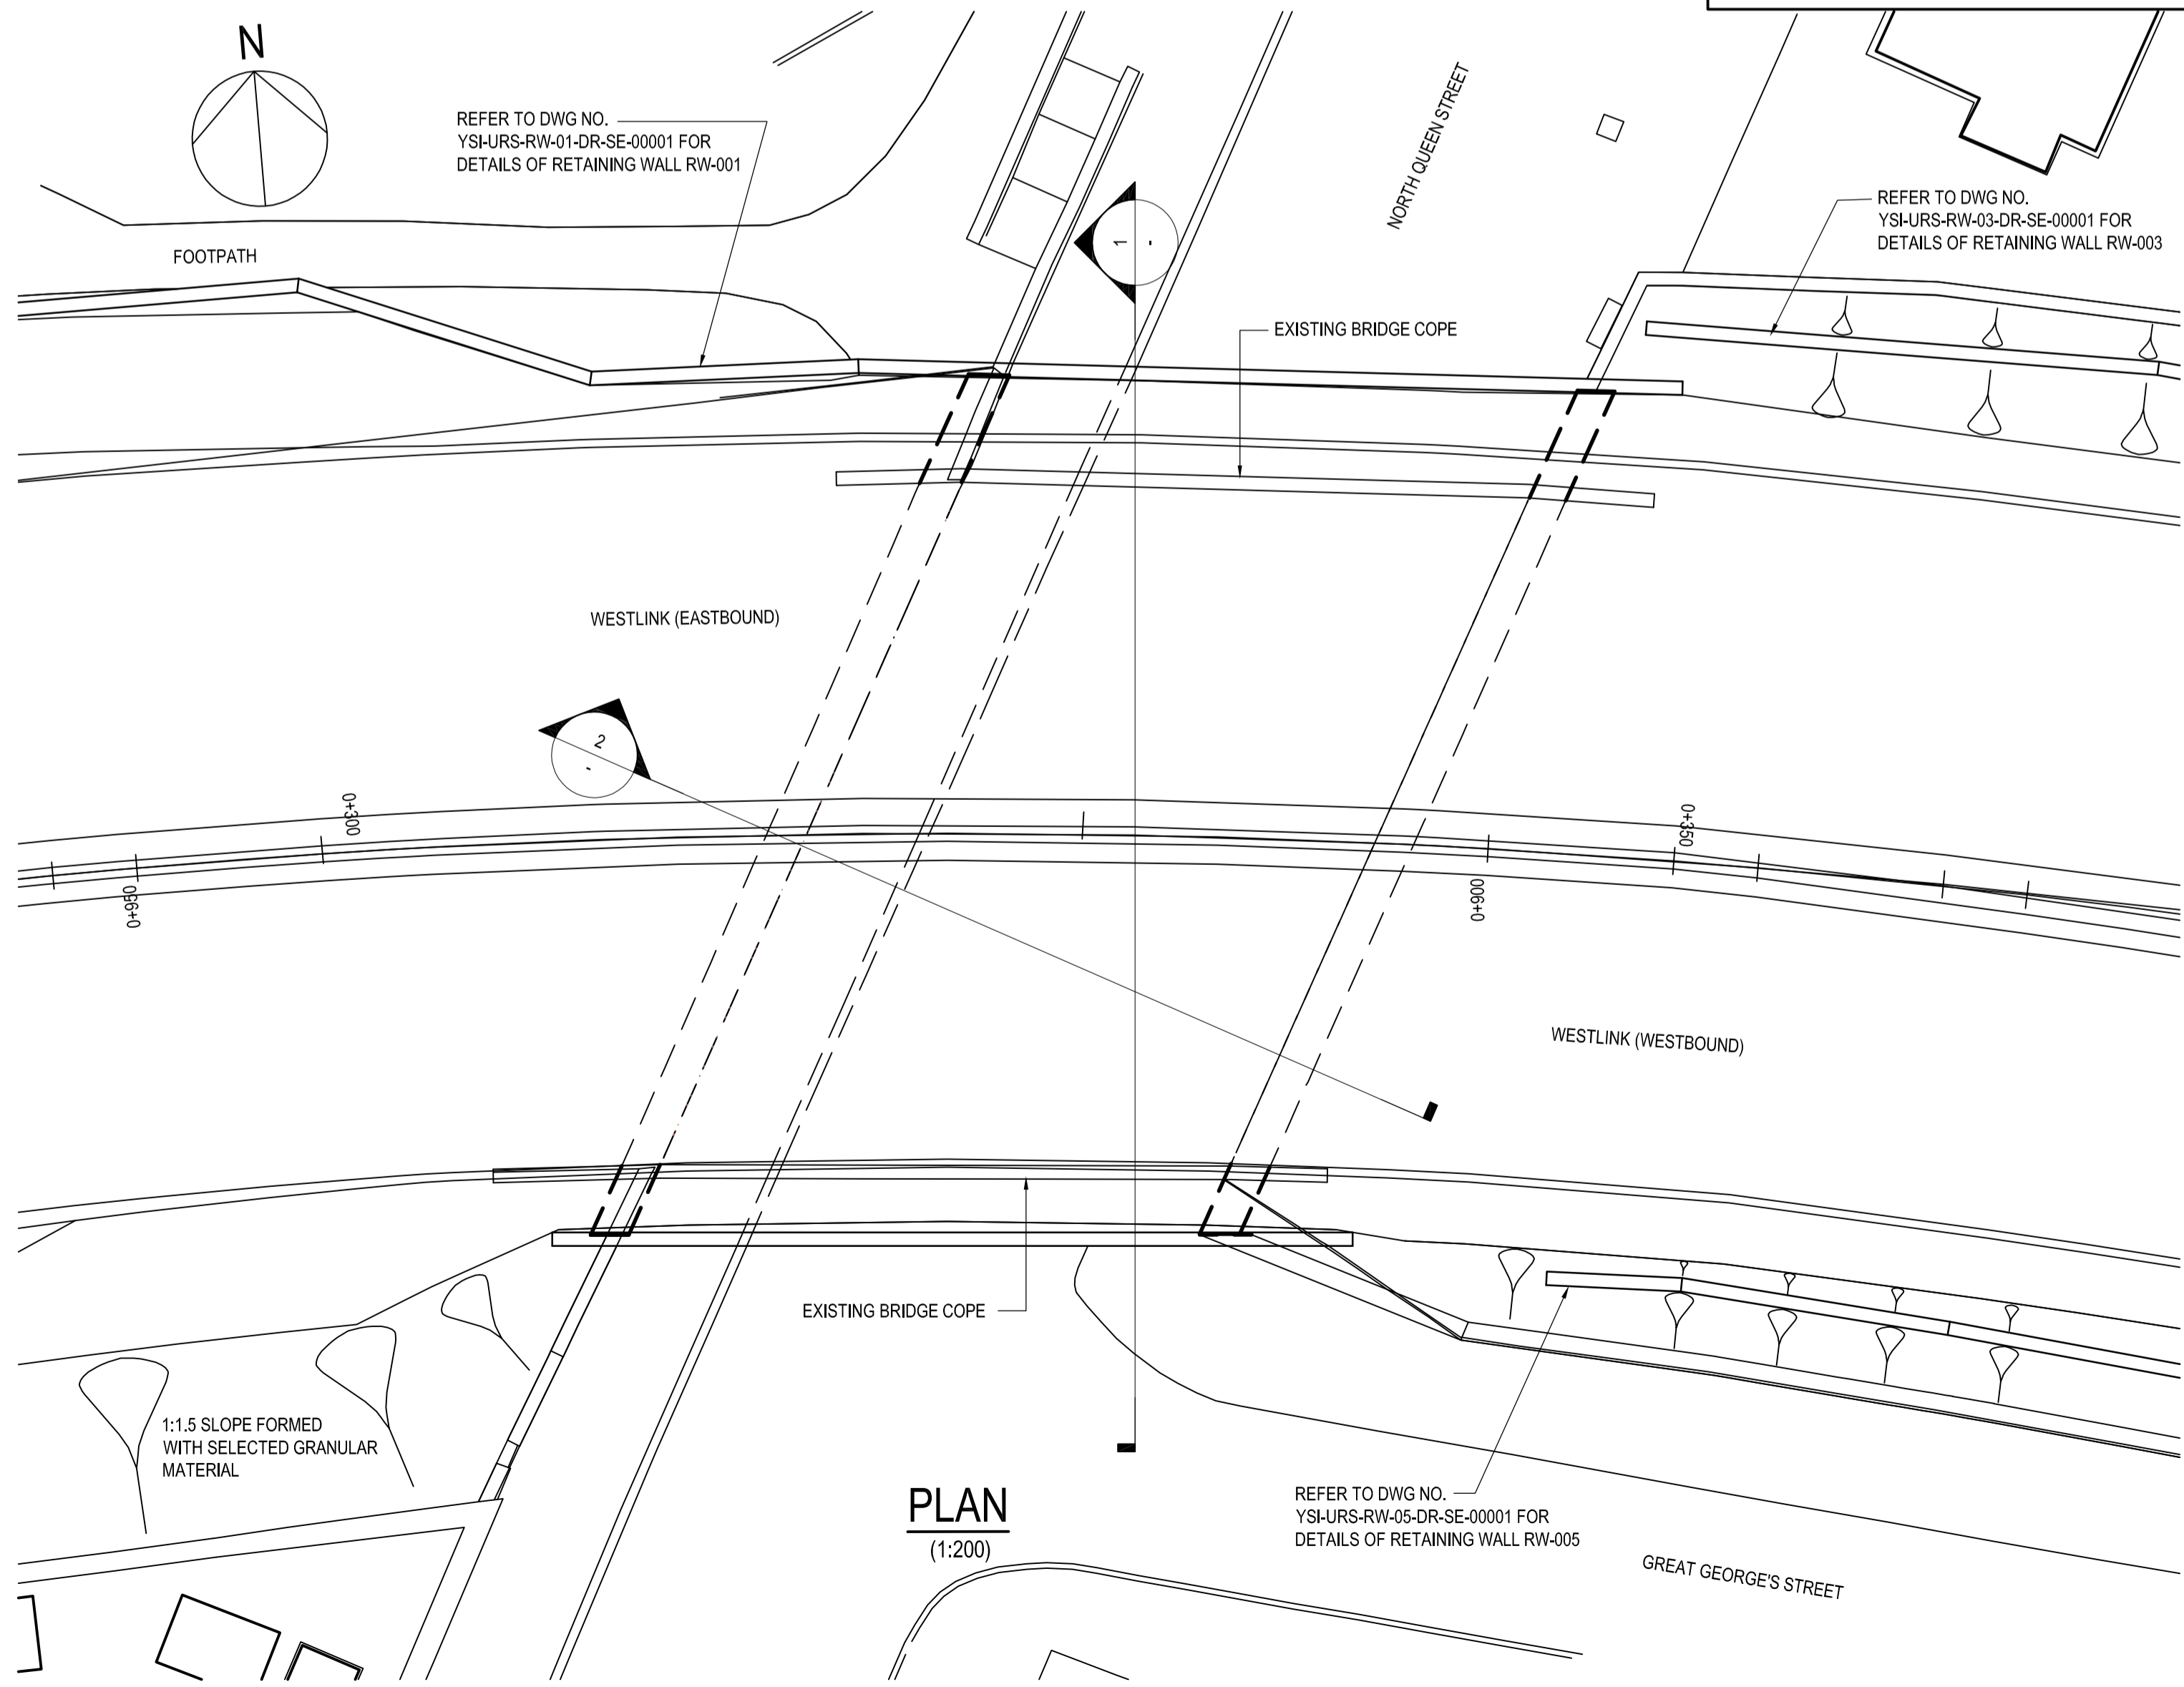 N
REFER TO DWG NO.
YSI-URS-RW-01-DR-SE-00001 FOR
DETAILS OF RETAINING WALL RW-001
NORTH QUEEN STREET
REFER TO DWG NO.
YSI-URS-RW-03-DR-SE-00001 FOR
DETAILS OF RETAINING WALL RW-003
FOOTPATH
1
-
EXISTING BRIDGE COPE
WESTLINK (EASTBOUND)
2
-
0+300
0+350
0+950
0+900
WESTLINK (WESTBOUND)
EXISTING BRIDGE COPE
1:1.5 SLOPE FORMED
WITH SELECTED GRANULAR
MATERIAL
PLAN
(1:200)
REFER TO DWG NO.
YSI-URS-RW-05-DR-SE-00001 FOR
DETAILS OF RETAINING WALL RW-005
GREAT GEORGE'S STREET